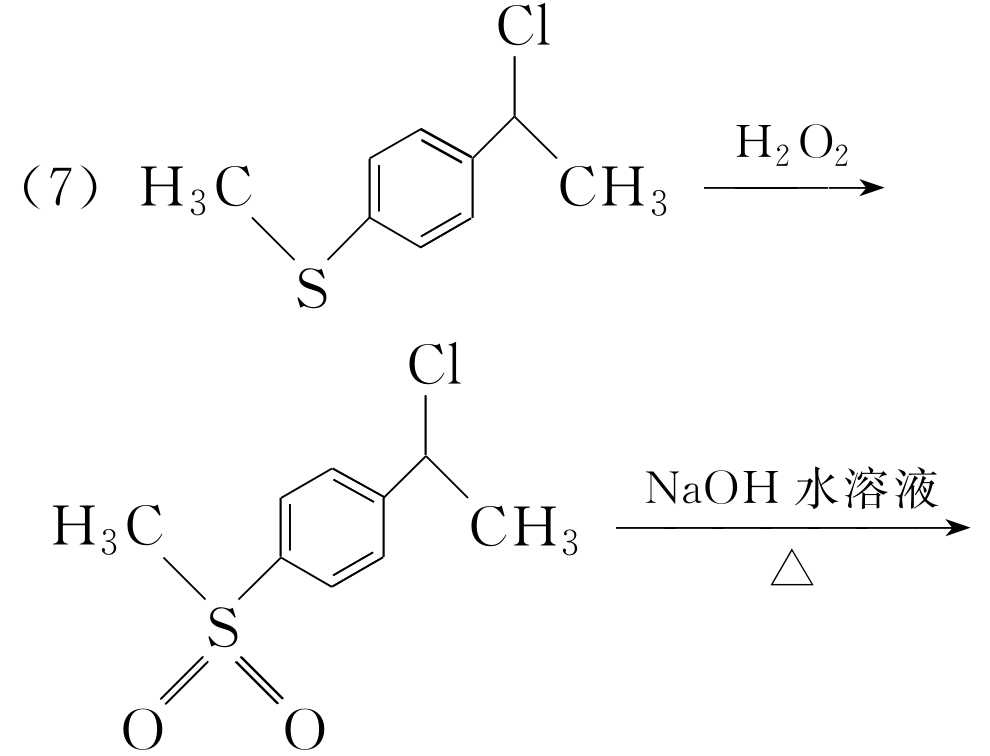 Cl
(7) H₃C CH₃ H₂O₂
S
Cl
H₃C CH₃ NaOH 水溶液
△
S
O O